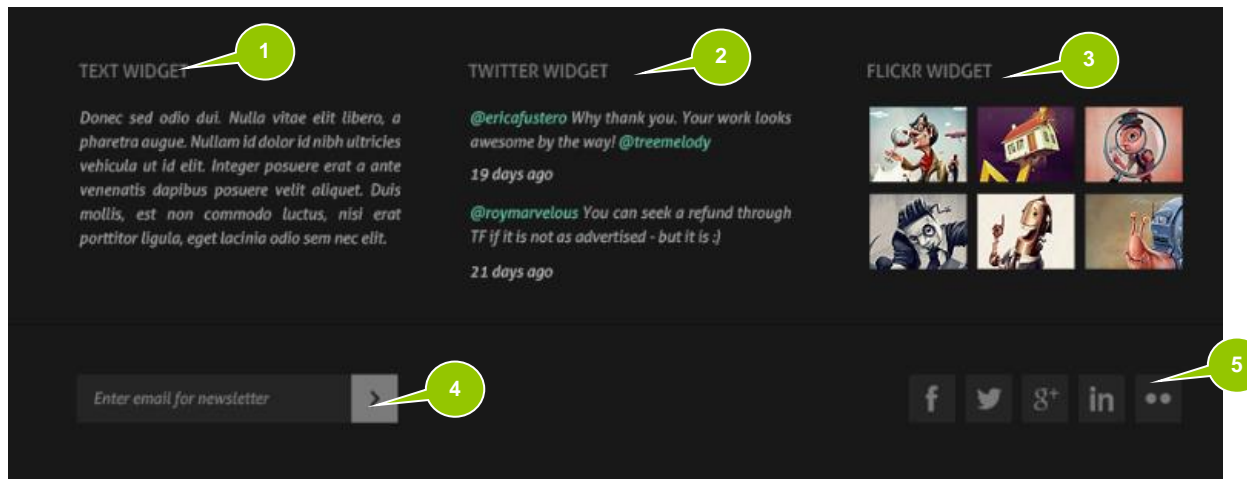 1
TEXT WIDGET
Donec sed odio dui. Nulla vitae elit libero, a
pharetra augue. Nullam id dolor id nibh ultricies
vehicula ut id elit. Integer posuere erat a ante
venenatis dapibus posuere velit aliquet. Duis
mollis, est non commodo luctus, nisi erat
porttitor ligula, eget lacinia odio sem nec elit.
2
TWITTER WIDGET
@ericafustero Why thank you. Your work looks
awesome by the way! @treemelody
19 days ago
@roymarvelous You can seek a refund through
TF if it is not as advertised - but it is :)
21 days ago
3
FLICKR WIDGET
Enter email for newsletter
>
4
f
g+
in
5